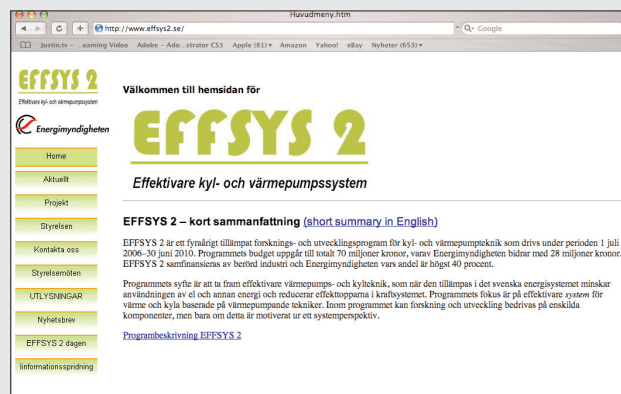 Huvudmeny.htm
http://www.effsys2.se/
Q- Google
Justin.tv – ...eaming Video Adobe – Ado...strator CS3 Apple (81) Amazon Yahoo! eBay Nyheter (653)
EFFSYS 2
Effektivare kyl- och värmepumpssystem
Energimyndigheten
Home
Aktuellt
Projekt
Styrelsen
Kontakta oss
Styrelsemöten
UTLYSNINGAR
Nyhetsbrev
EFFSYS 2 dagen
Iinformationsspridning
Välkommen till hemsidan för
EFFSYS 2
Effektivare kyl- och värmepumpssystem
EFFSYS 2 – kort sammanfattning (short summary in English)
EFFSYS 2 är ett fyraårigt tillämpat forsknings- och utvecklingsprogram för kyl- och värmepumpteknik som drivs under perioden 1 juli
2006–30 juni 2010. Programmets budget uppgår till totalt 70 miljoner kronor, varav Energimyndigheten bidrar med 28 miljoner kronor.
EFFSYS 2 samfinansieras av berörd industri och Energimyndigheten vars andel är högst 40 procent.
Programmets syfte är att ta fram effektivare värmepumps- och kylteknik, som när den tillämpas i det svenska energisystemet minskar
användningen av el och annan energi och reducerar effekttopparna i kraftsystemet. Programmets fokus är på effektivare system för
värme och kyla baserade på värmepumpande tekniker. Inom programmet kan forskning och utveckling bedrivas på enskilda
komponenter, men bara om detta är motiverat ur ett systemperspektiv.
Programbeskrivning EFFSYS 2